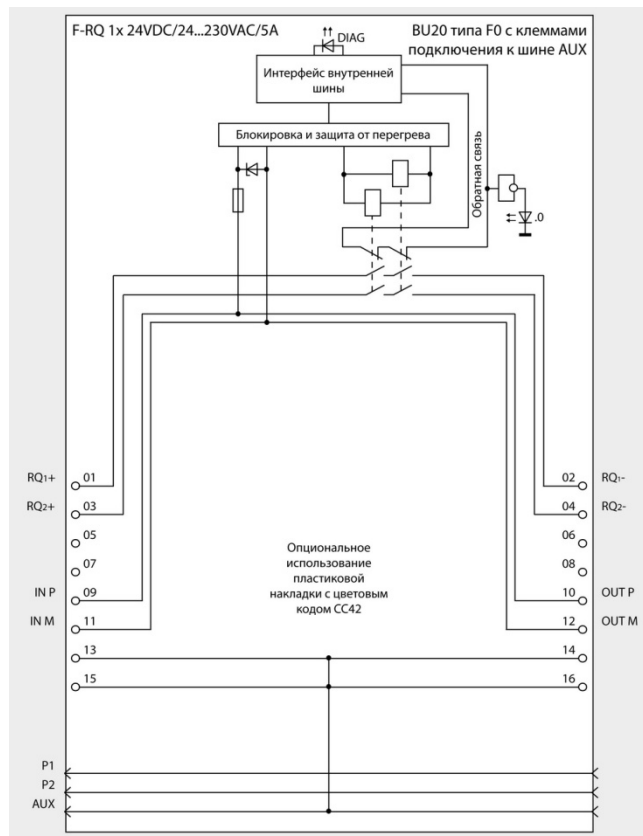 F-RQ 1x 24VDC/24...230VAC/5A
BU20 типа F0 с клеммами
подключения к шине AUX
DIAG
Интерфейс внутренней
шины
Блокировка и защита от перегрева
Обратная связь
.0
RQ1+ 01
02 RQ1-
RQ2+ 03
04 RQ2-
05
06
07
08
Опциональное
использование
пластиковой
накладки с цветовым
кодом CC42
IN P 09
10 OUT P
IN M 11
12 OUT M
13
14
15
16
P1
P2
AUX